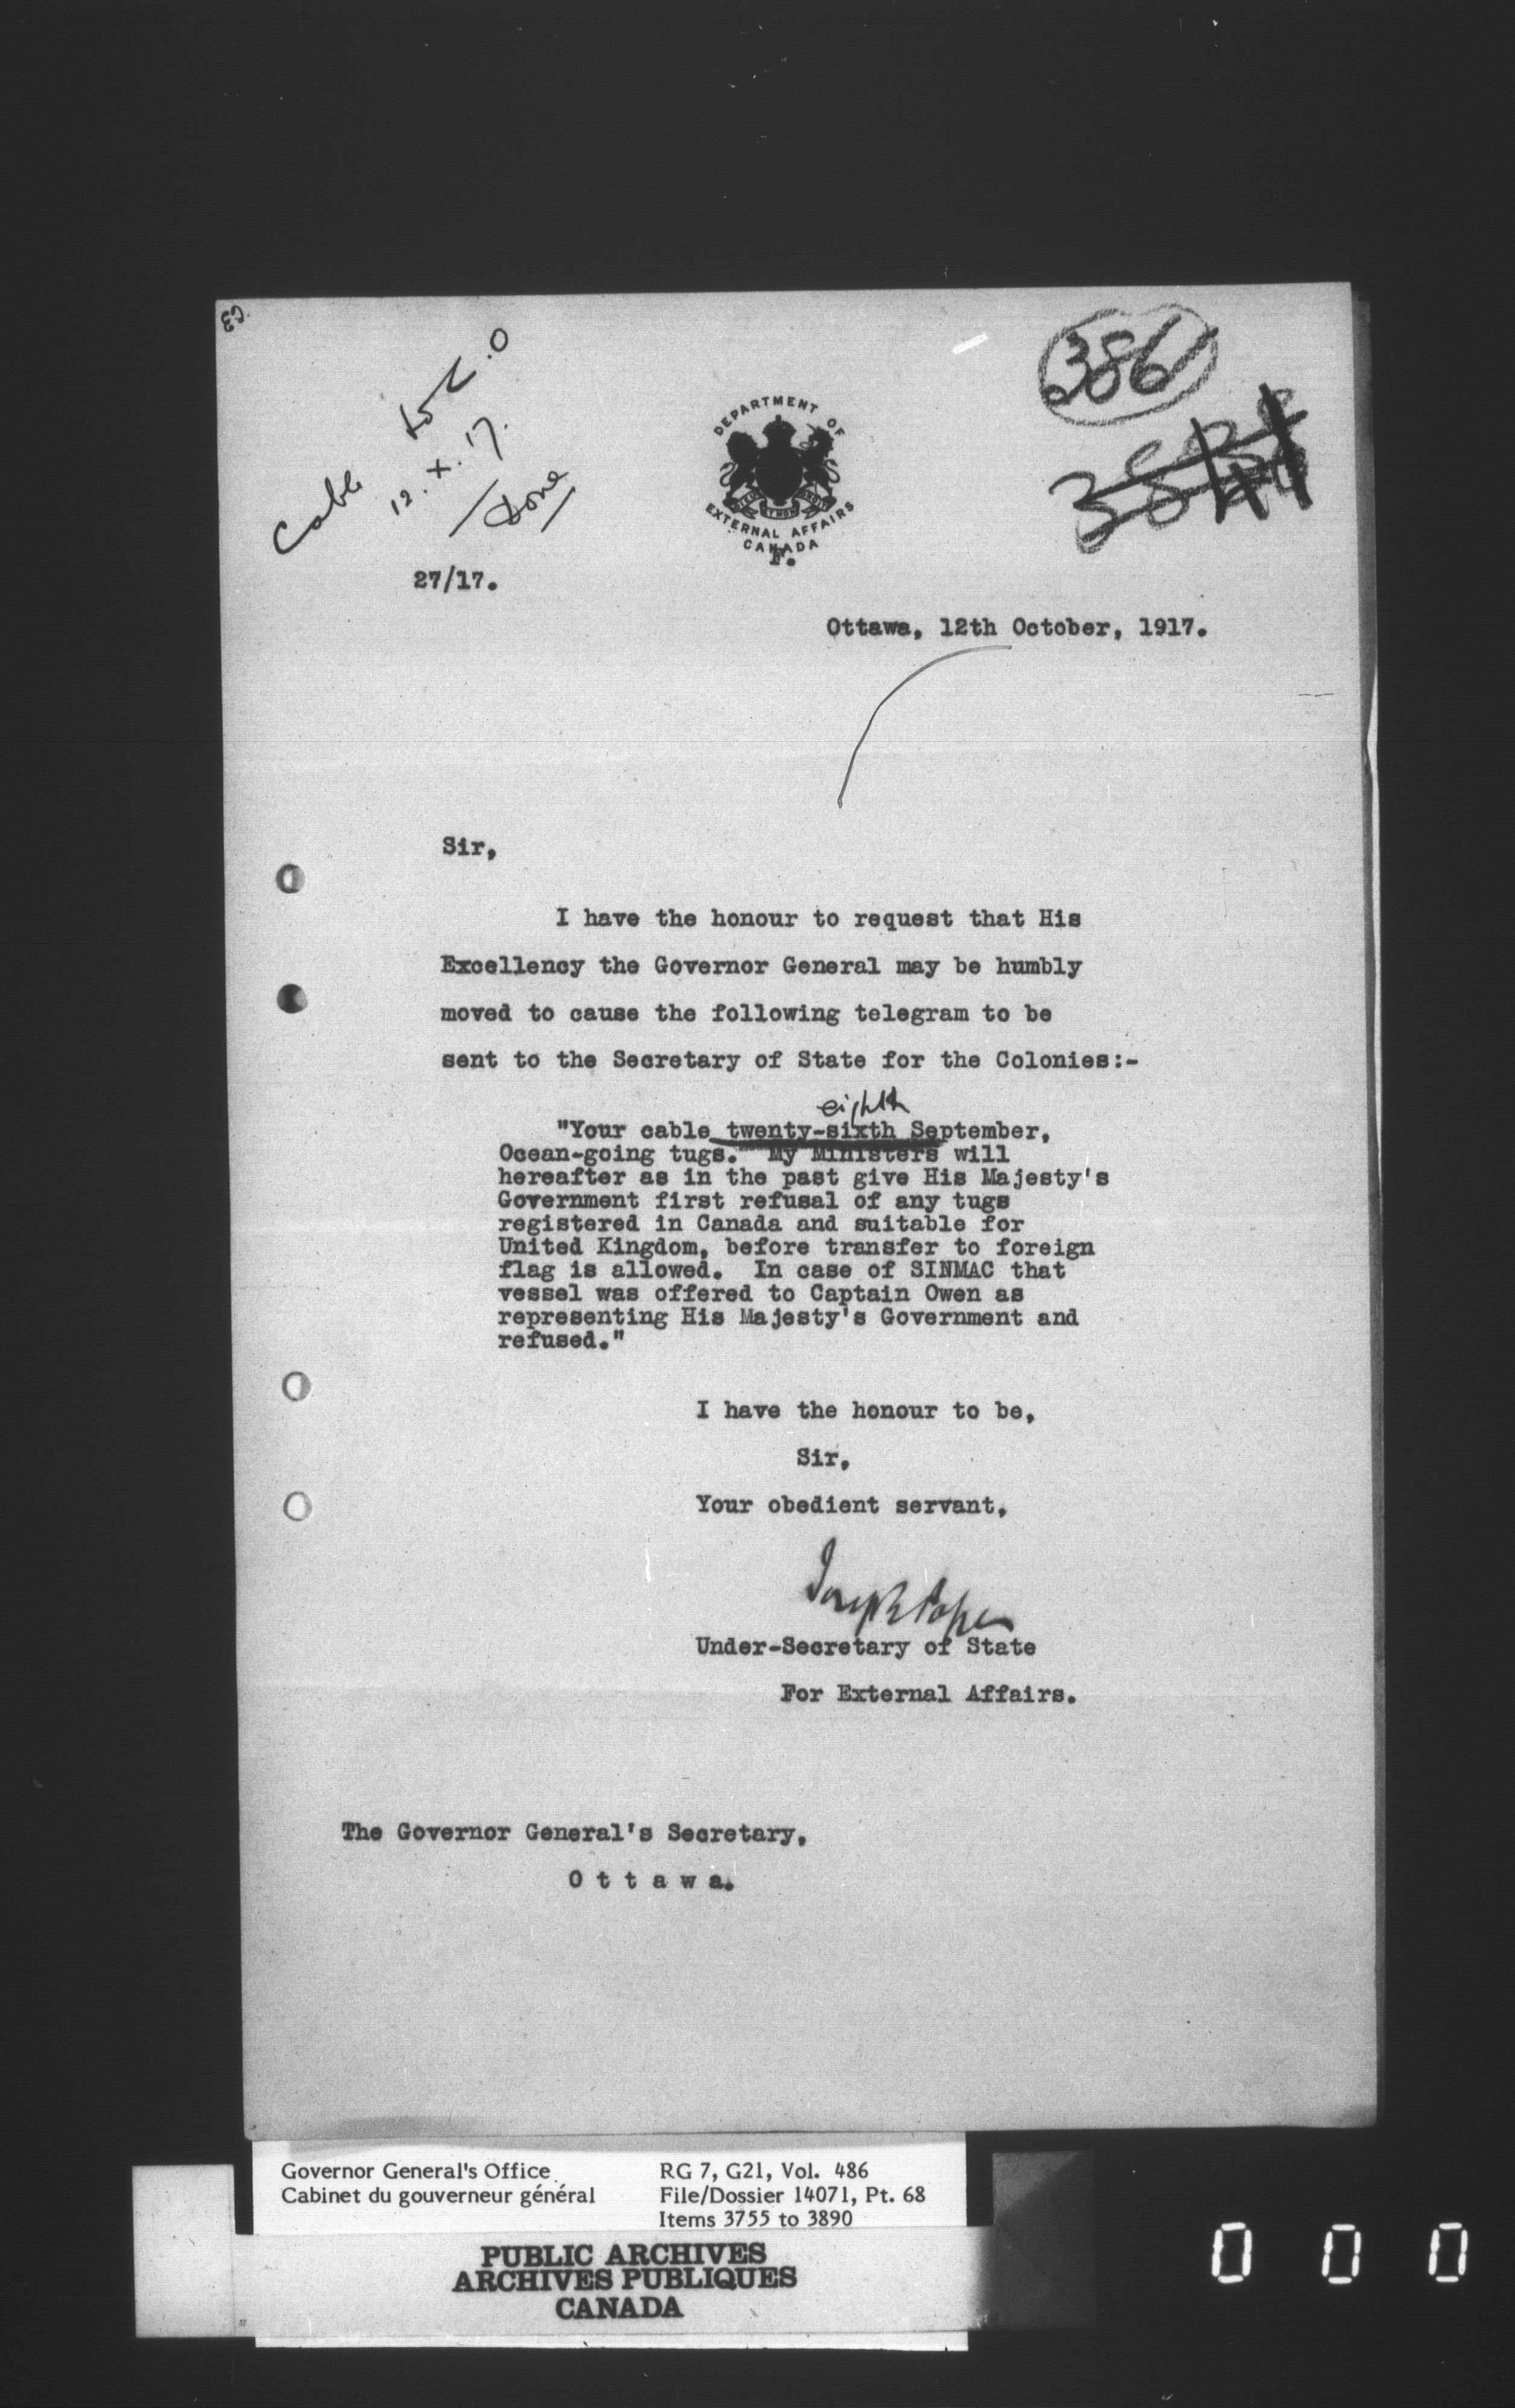 Cable to C.O
12.X.17.
Done
3861
DEPARTMENT OF
EXTERNAL AFFAIRS
CANADA
F.
27/17.
Ottawa, 12th October, 1917.
Sir,
I have the honour to request that His
Excellency the Governor General may be humbly
moved to cause the following telegram to be
sent to the Secretary of State for the Colonies:-
eighth
"Your cable twenty-sixth September,
Ocean-going tugs. My Ministers will
hereafter as in the past give His Majesty's
Government first refusal of any tugs
registered in Canada and suitable for
United Kingdom, before transfer to foreign
flag is allowed. In case of SINMAC that
vessel was offered to Captain Owen as
representing His Majesty's Government and
refused."
I have the honour to be,
Sir,
Your obedient servant,
Joseph Pope
Under-Secretary of State
For External Affairs.
The Governor General's Secretary,
O t t a w a.
Governor General's Office RG 7, G21, Vol. 486
Cabinet du gouverneur général File/Dossier 14071, Pt. 68
Items 3755 to 3890
PUBLIC ARCHIVES
ARCHIVES PUBLIQUES
CANADA
0 0 0